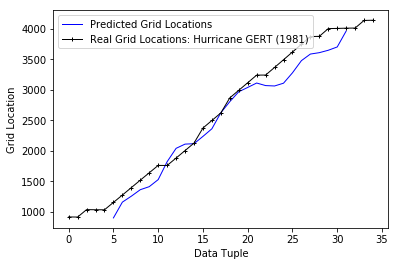 Predicted Grid Locations
Real Grid Locations: Hurricane GERT (1981)
4000
3500
3000
2500
2000
1500
1000
Grid Location
0 5 10 15 20 25 30 35
Data Tuple